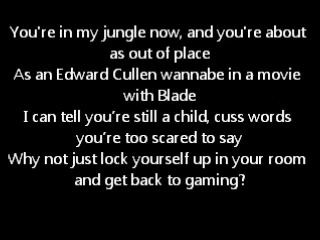 You're in my jungle now, and you're about
as out of place
As an Edward Cullen wannabe in a movie
with Blade
I can tell you’re still a child, cuss words
you’re too scared to say
Why not just lock yourself up in your room
and get back to gaming?